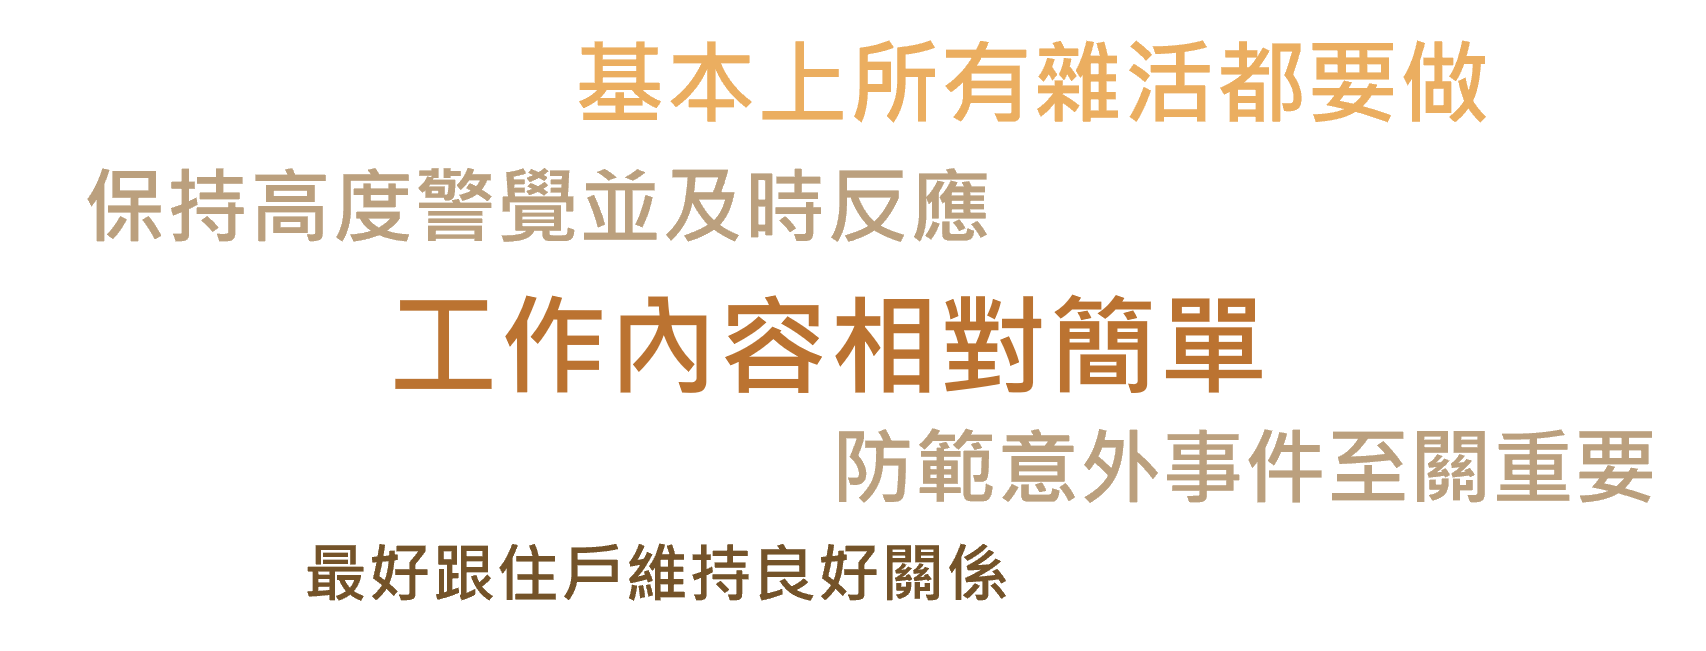 基本上所有雜活都要做
保持高度警覺並及時反應
工作內容相對簡單
防範意外事件至關重要
最好跟住戶維持良好關係